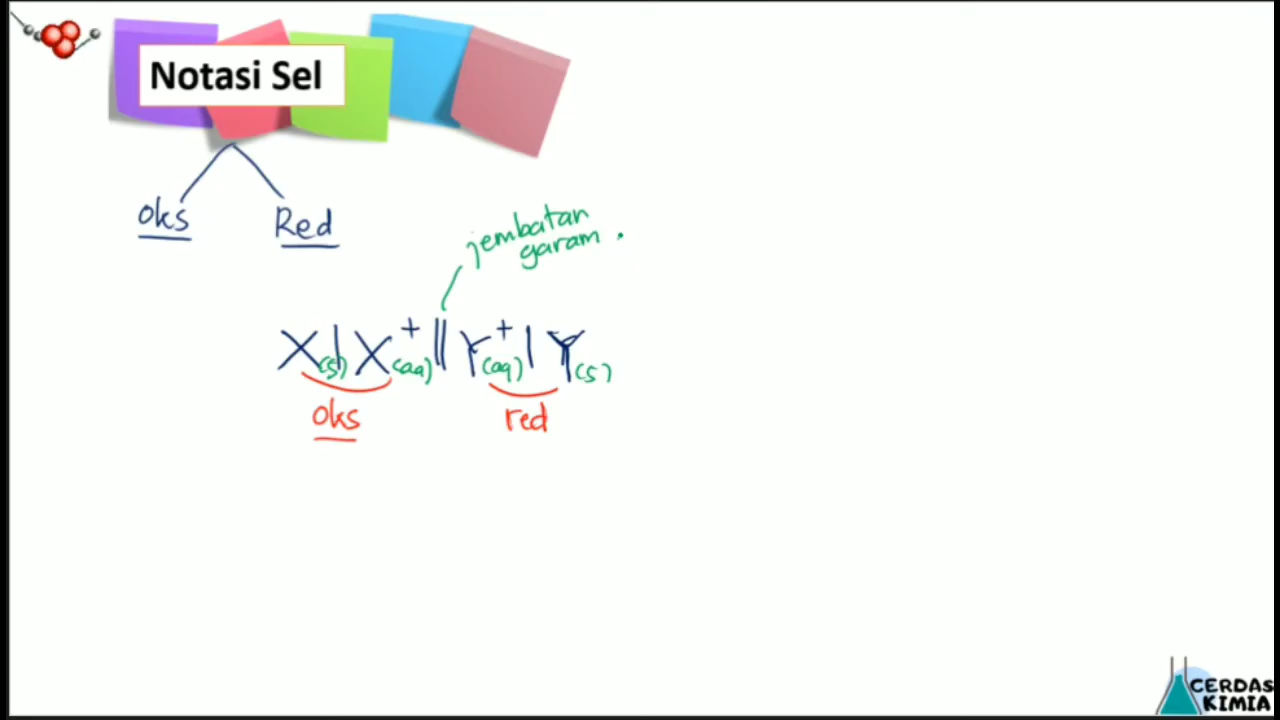 Notasi Sel
oks Red
jembatan
garam
X(s) | X⁺(aq) || Y⁺(aq) | Y(s)
oks red
CERDAS
KIMIA